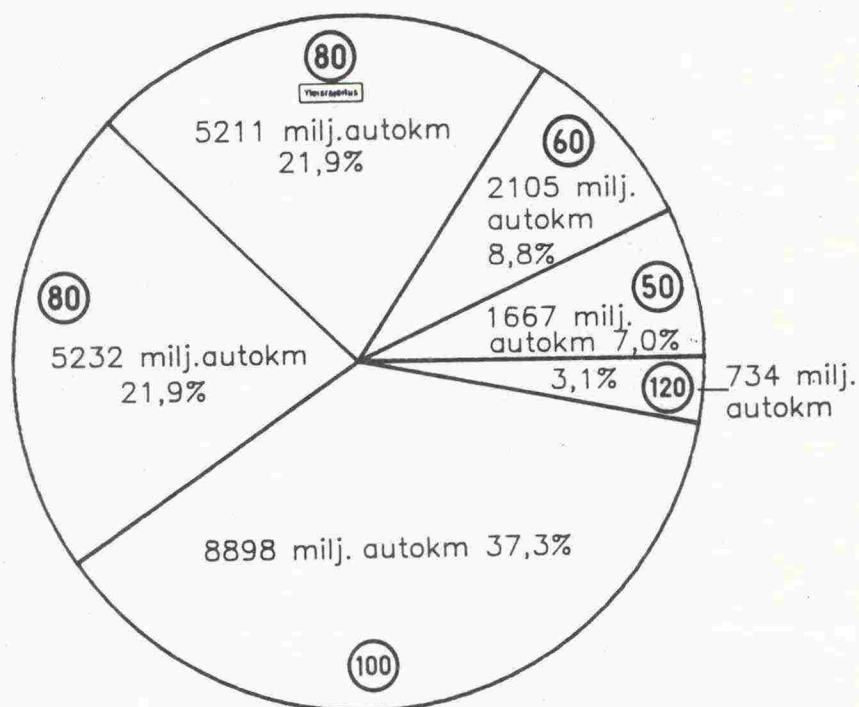 80
Yleisrajoitus
5211 milj.autokm
21,9%
60
2105 milj.
autokm
8,8%
50
1667 milj.
autokm 7,0%
3,1%
120
734 milj.
autokm
80
5232 milj.autokm
21,9%
8898 milj. autokm 37,3%
100